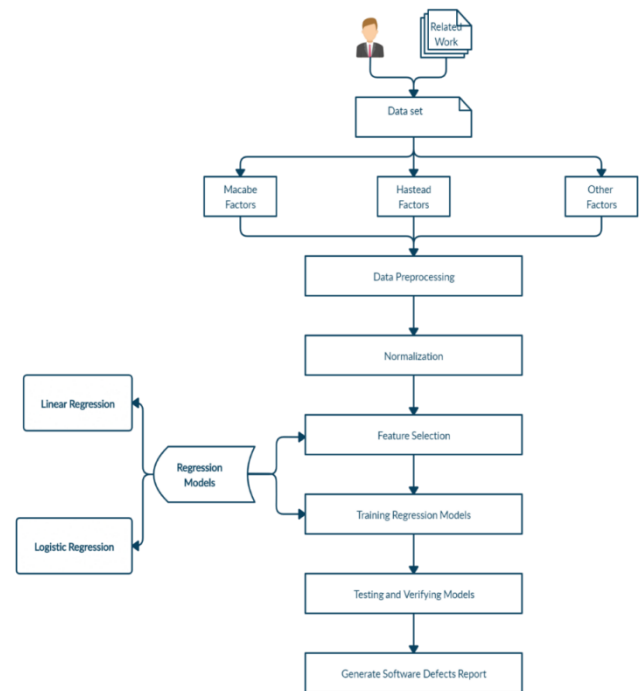 Related
Work
Data set
Macabe
Factors
Hastead
Factors
Other
Factors
Data Preprocessing
Normalization
Linear Regression
Feature Selection
Regression
Models
Training Regression Models
Logistic Regression
Testing and Verifying Models
Generate Software Defects Report